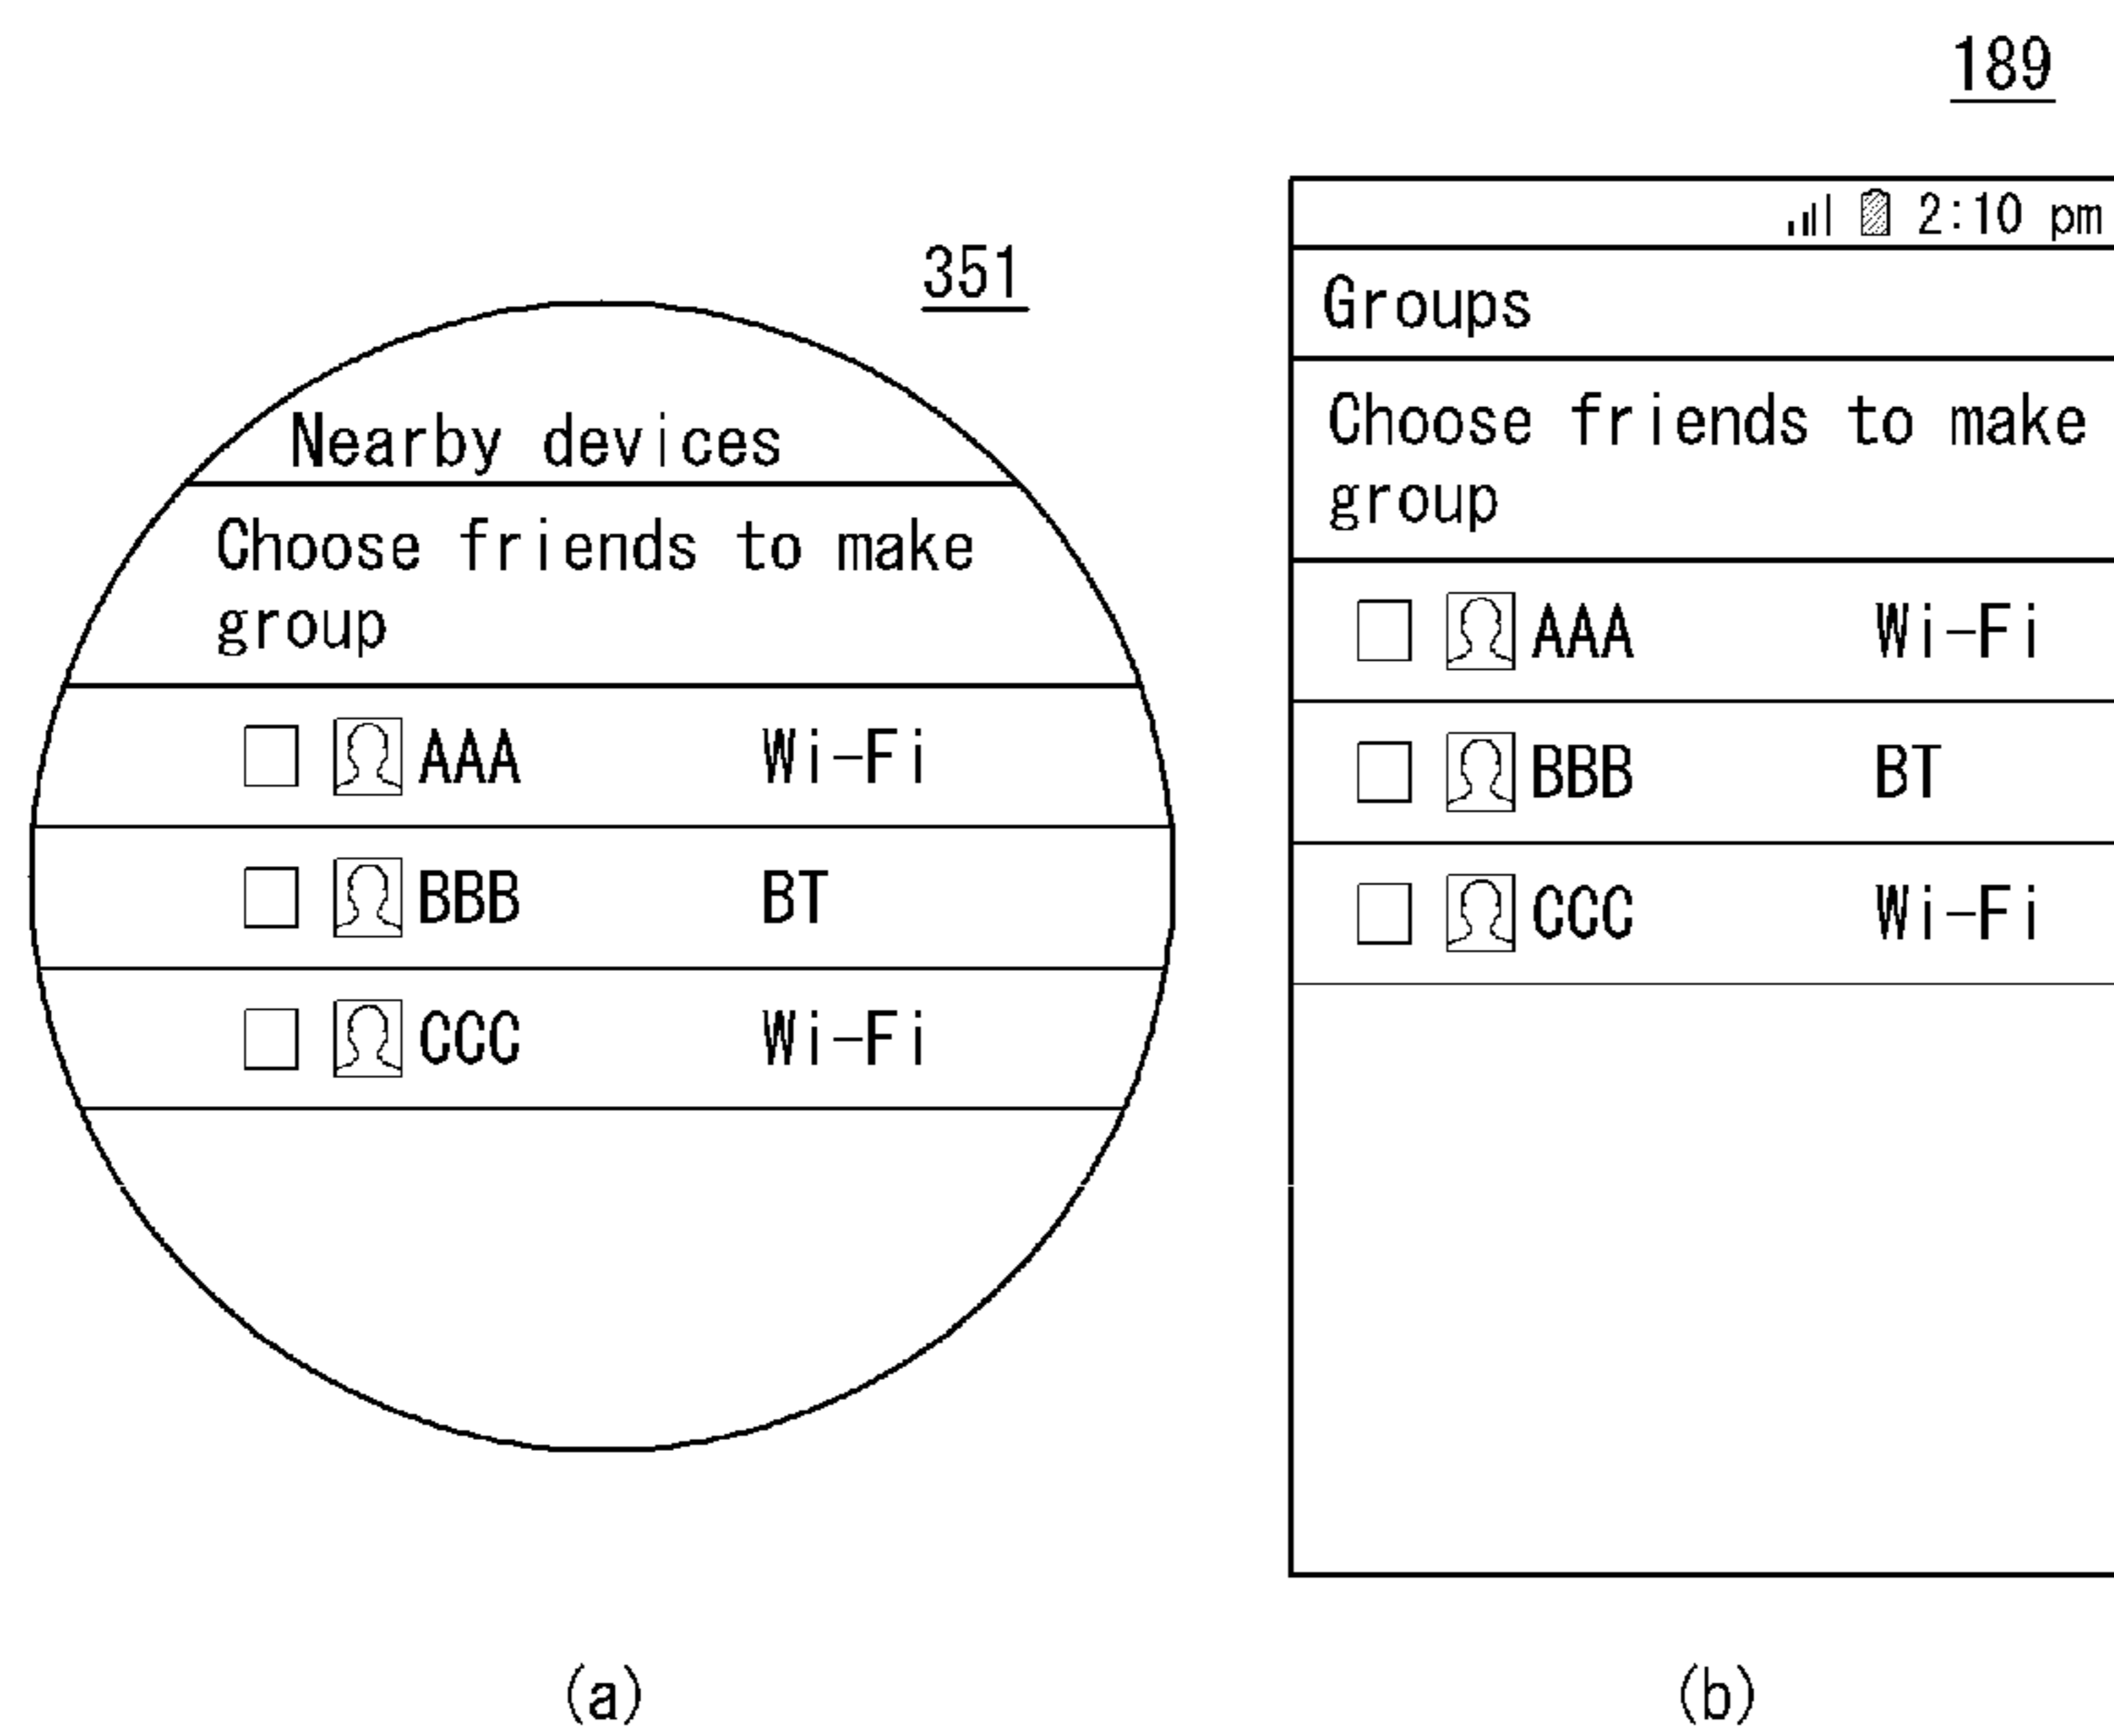 351
Nearby devices
Choose friends to make
group
AAA Wi-Fi
BBB BT
CCC Wi-Fi
(a)
189
2:10 pm
Groups
Choose friends to make
group
AAA Wi-Fi
BBB BT
CCC Wi-Fi
(b)